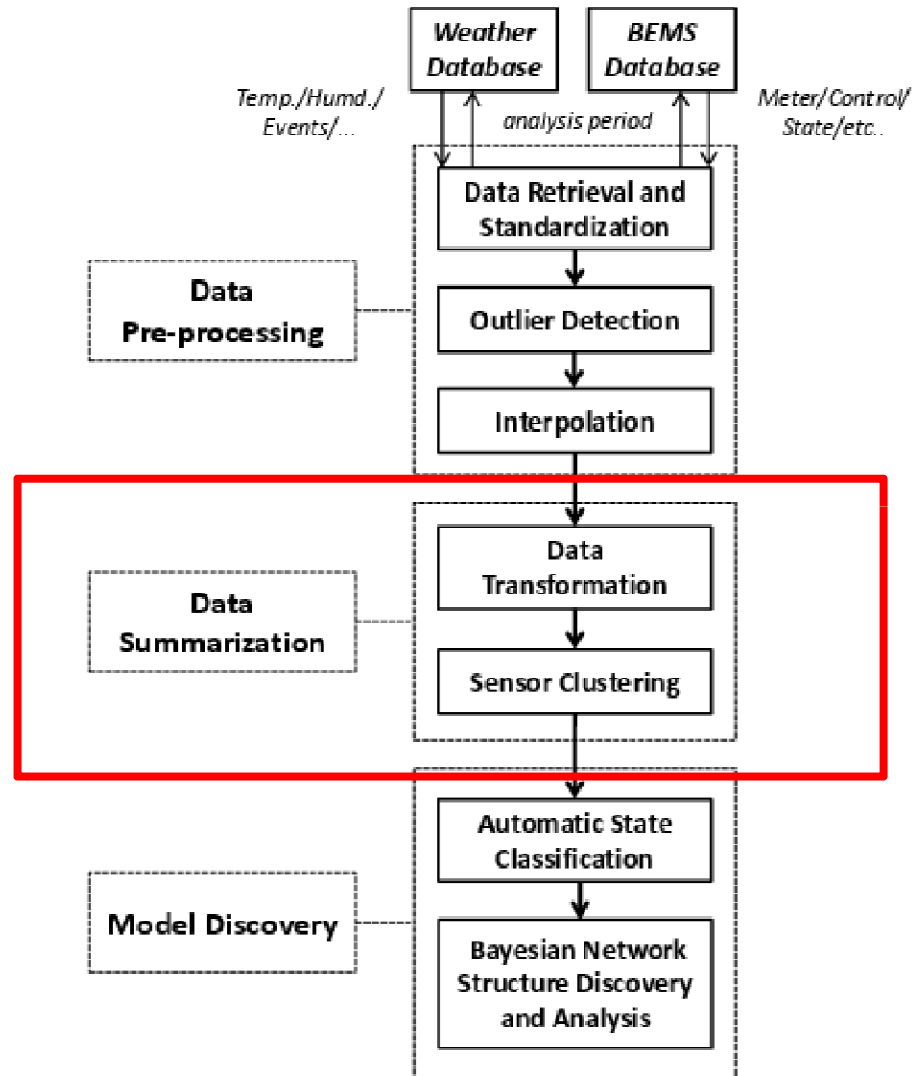 Weather
Database
BEMS
Database
Temp./Humd./
Events/...
analysis period
Meter/Control/
State/etc..
Data Retrieval and
Standardization
Data
Pre-processing
Outlier Detection
Interpolation
Data
Transformation
Data
Summarization
Sensor Clustering
Automatic State
Classification
Model Discovery
Bayesian Network
Structure Discovery
and Analysis